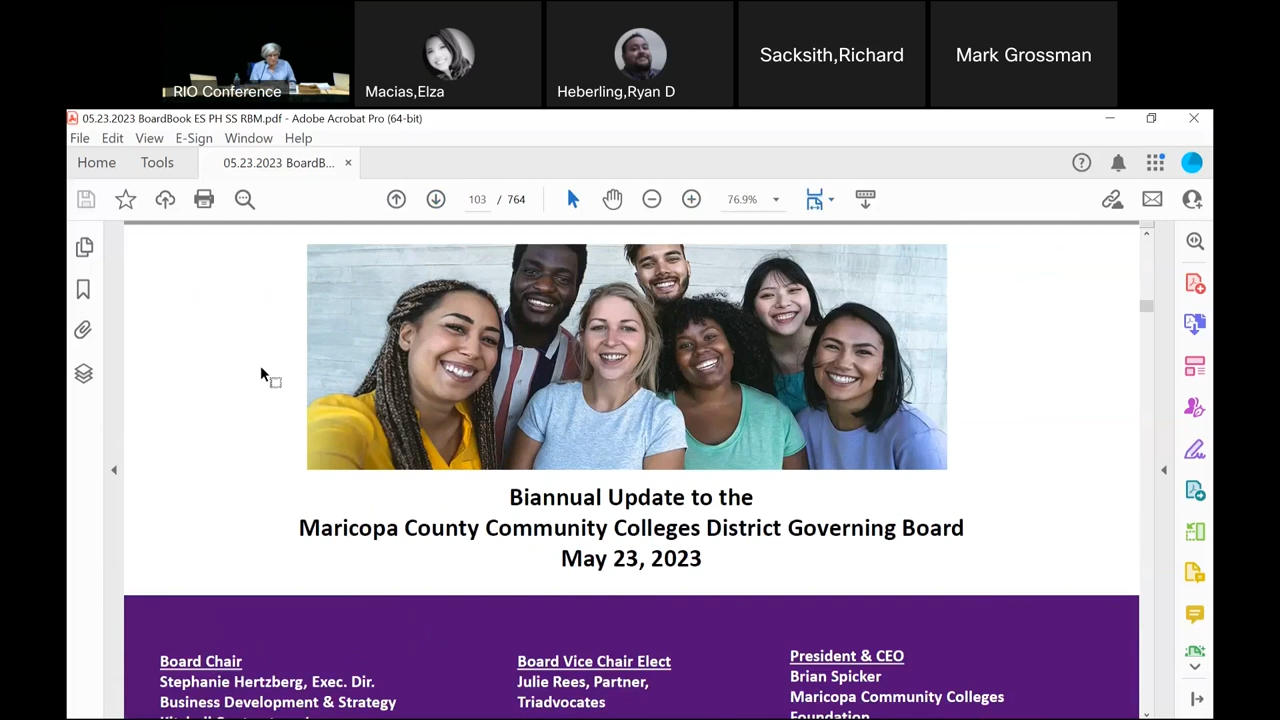 RIO Conference
Macias,Elza
Heberling,Ryan D
Sacksith,Richard
Mark Grossman
05.23.2023 BoardBook ES PH SS RBM.pdf - Adobe Acrobat Pro (64-bit)
File Edit View E-Sign Window Help
Home Tools 05.23.2023 BoardB... ×
103 / 764 76.9%
Biannual Update to the
Maricopa County Community Colleges District Governing Board
May 23, 2023
Board Chair
Stephanie Hertzberg, Exec. Dir.
Business Development & Strategy
Board Vice Chair Elect
Julie Rees, Partner,
Triadvocates
President & CEO
Brian Spicker
Maricopa Community Colleges
Foundation